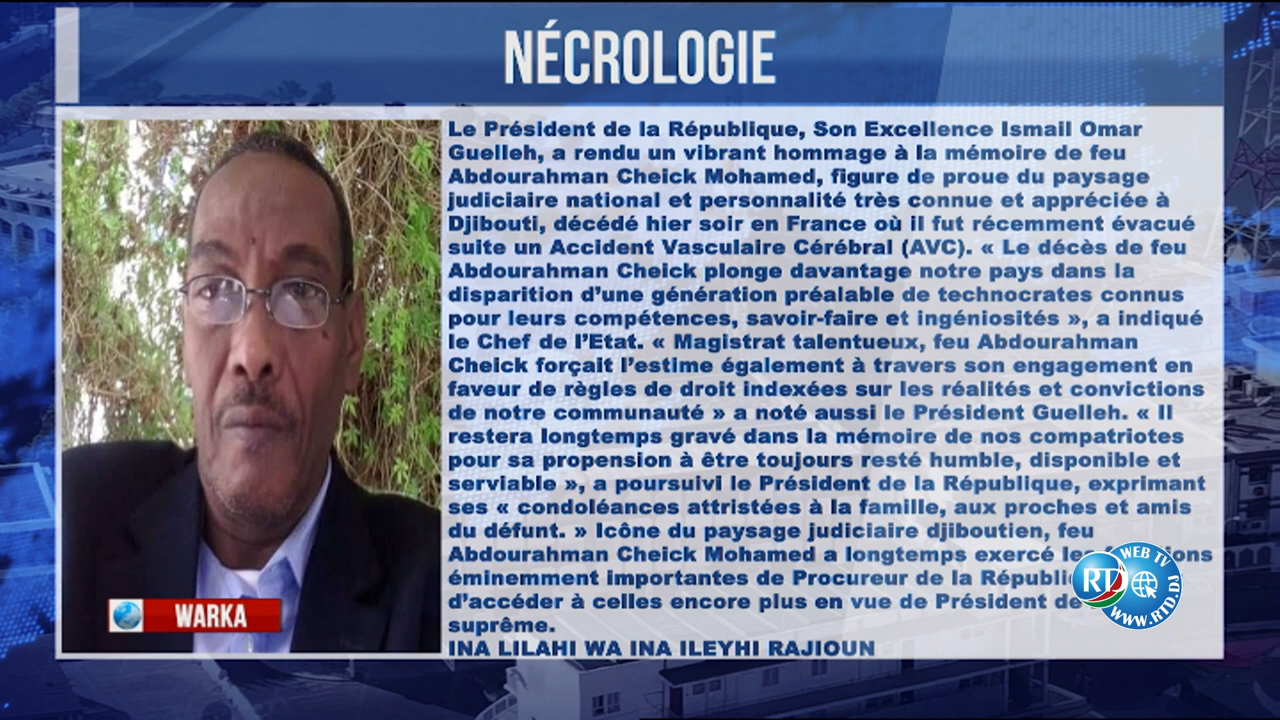 NÉCROLOGIE
Le Président de la République, Son Excellence Ismail Omar
Guelleh, a rendu un vibrant hommage à la mémoire de feu
Abdourahman Cheick Mohamed, figure de proue du paysage
judiciaire national et personnalité très connue et appréciée à
Djibouti, décédé hier soir en France où il fut récemment évacué
suite un Accident Vasculaire Cérébral (AVC). « Le décès de feu
Abdourahman Cheick plonge davantage notre pays dans la
disparition d'une génération préalable de technocrates connus
pour leurs compétences, savoir-faire et ingéniosités », a indiqué
le Chef de l'Etat. « Magistrat talentueux, feu Abdourahman
Cheick forçait l'estime également à travers son engagement en
faveur de règles de droit indexées sur les réalités et convictions
de notre communauté » a noté aussi le Président Guelleh. « Il
restera longtemps gravé dans la mémoire de nos compatriotes
pour sa propension à être toujours resté humble, disponible et
serviable », a poursuivi le Président de la République, exprimant
ses « condoléances attristées à la famille, aux proches et amis
du défunt. » Icône du paysage judiciaire djiboutien, feu
Abdourahman Cheick Mohamed a longtemps exercé
éminemment importantes de Procureur de la
d'accéder à celles encore plus en vue de Président de
suprême.
INA LILAHI WA INA ILEYHI RAJIOUN
WARKA
RTD
WEB TV
WWW.RTD.DJ